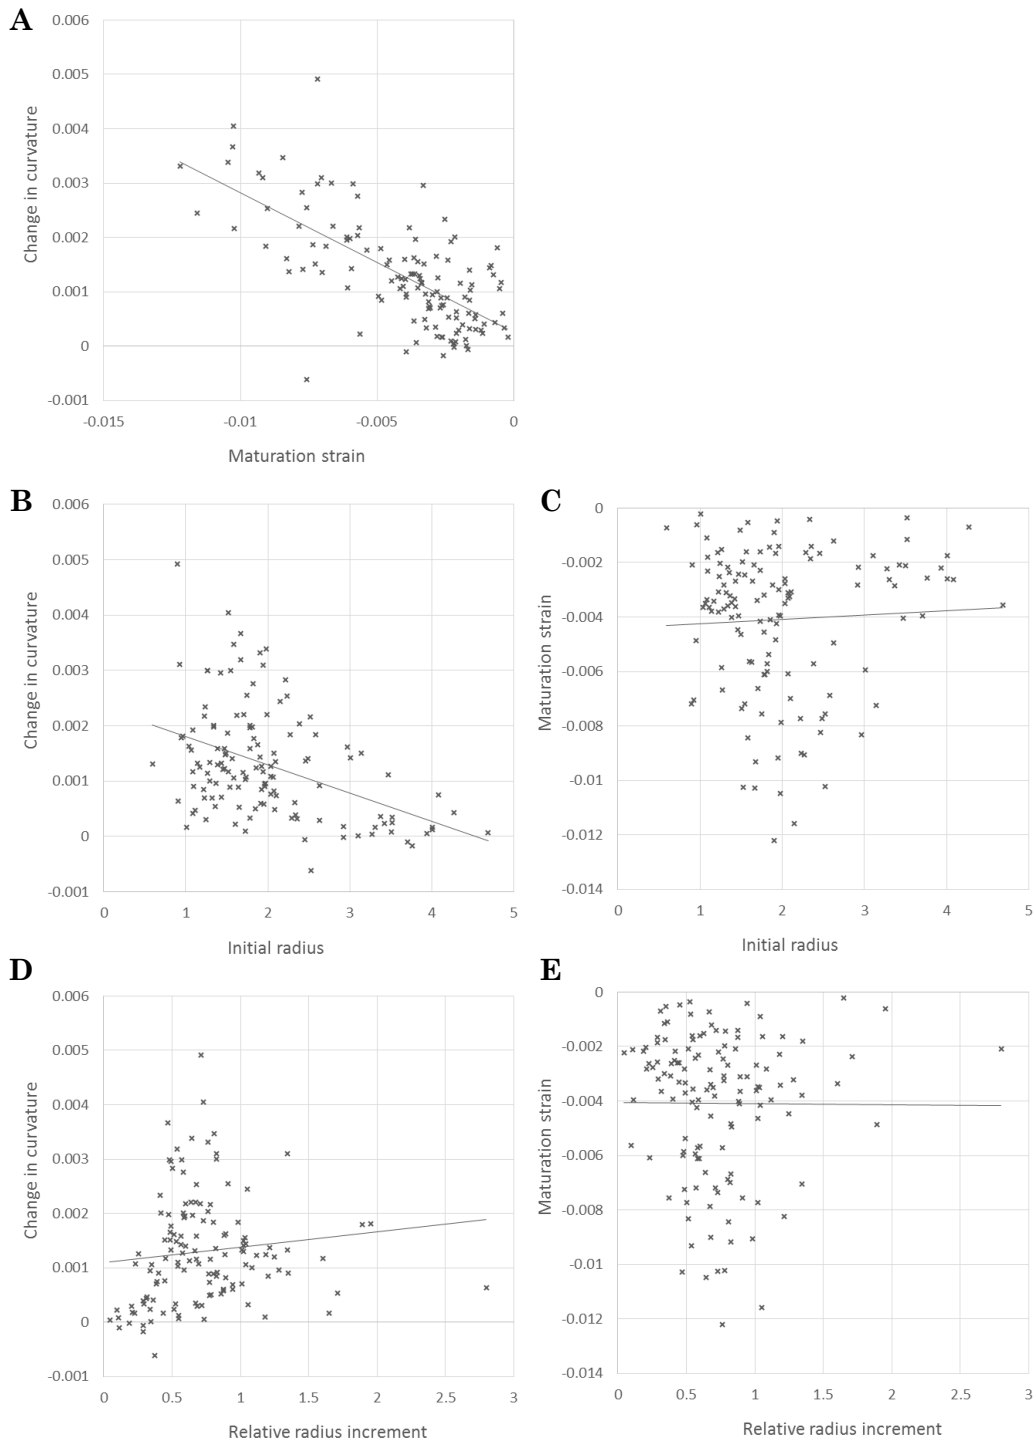 A
0.006
0.005
0.004
0.003
0.002
0.001
0
-0.001
Change in curvature
-0.015 -0.01 -0.005 0
Maturation strain
B
0.006
0.005
0.004
0.003
0.002
0.001
0
-0.001
Change in curvature
0 1 2 3 4 5
Initial radius
C
0
-0.002
-0.004
-0.006
-0.008
-0.01
-0.012
-0.014
Maturation strain
0 1 2 3 4 5
Initial radius
D
0.006
0.005
0.004
0.003
0.002
0.001
0
-0.001
Change in curvature
0 0.5 1 1.5 2 2.5 3
Relative radius increment
E
0
-0.002
-0.004
-0.006
-0.008
-0.01
-0.012
-0.014
Maturation strain
0 0.5 1 1.5 2 2.5 3
Relative radius increment